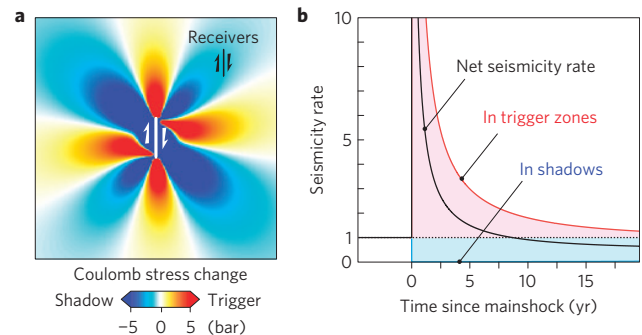 a
Receivers
Coulomb stress change
Shadow Trigger
−5 0 5 (bar)
b
Seismicity rate
10
5
1
0
Net seismicity rate
In trigger zones
In shadows
0 5 10 15
Time since mainshock (yr)